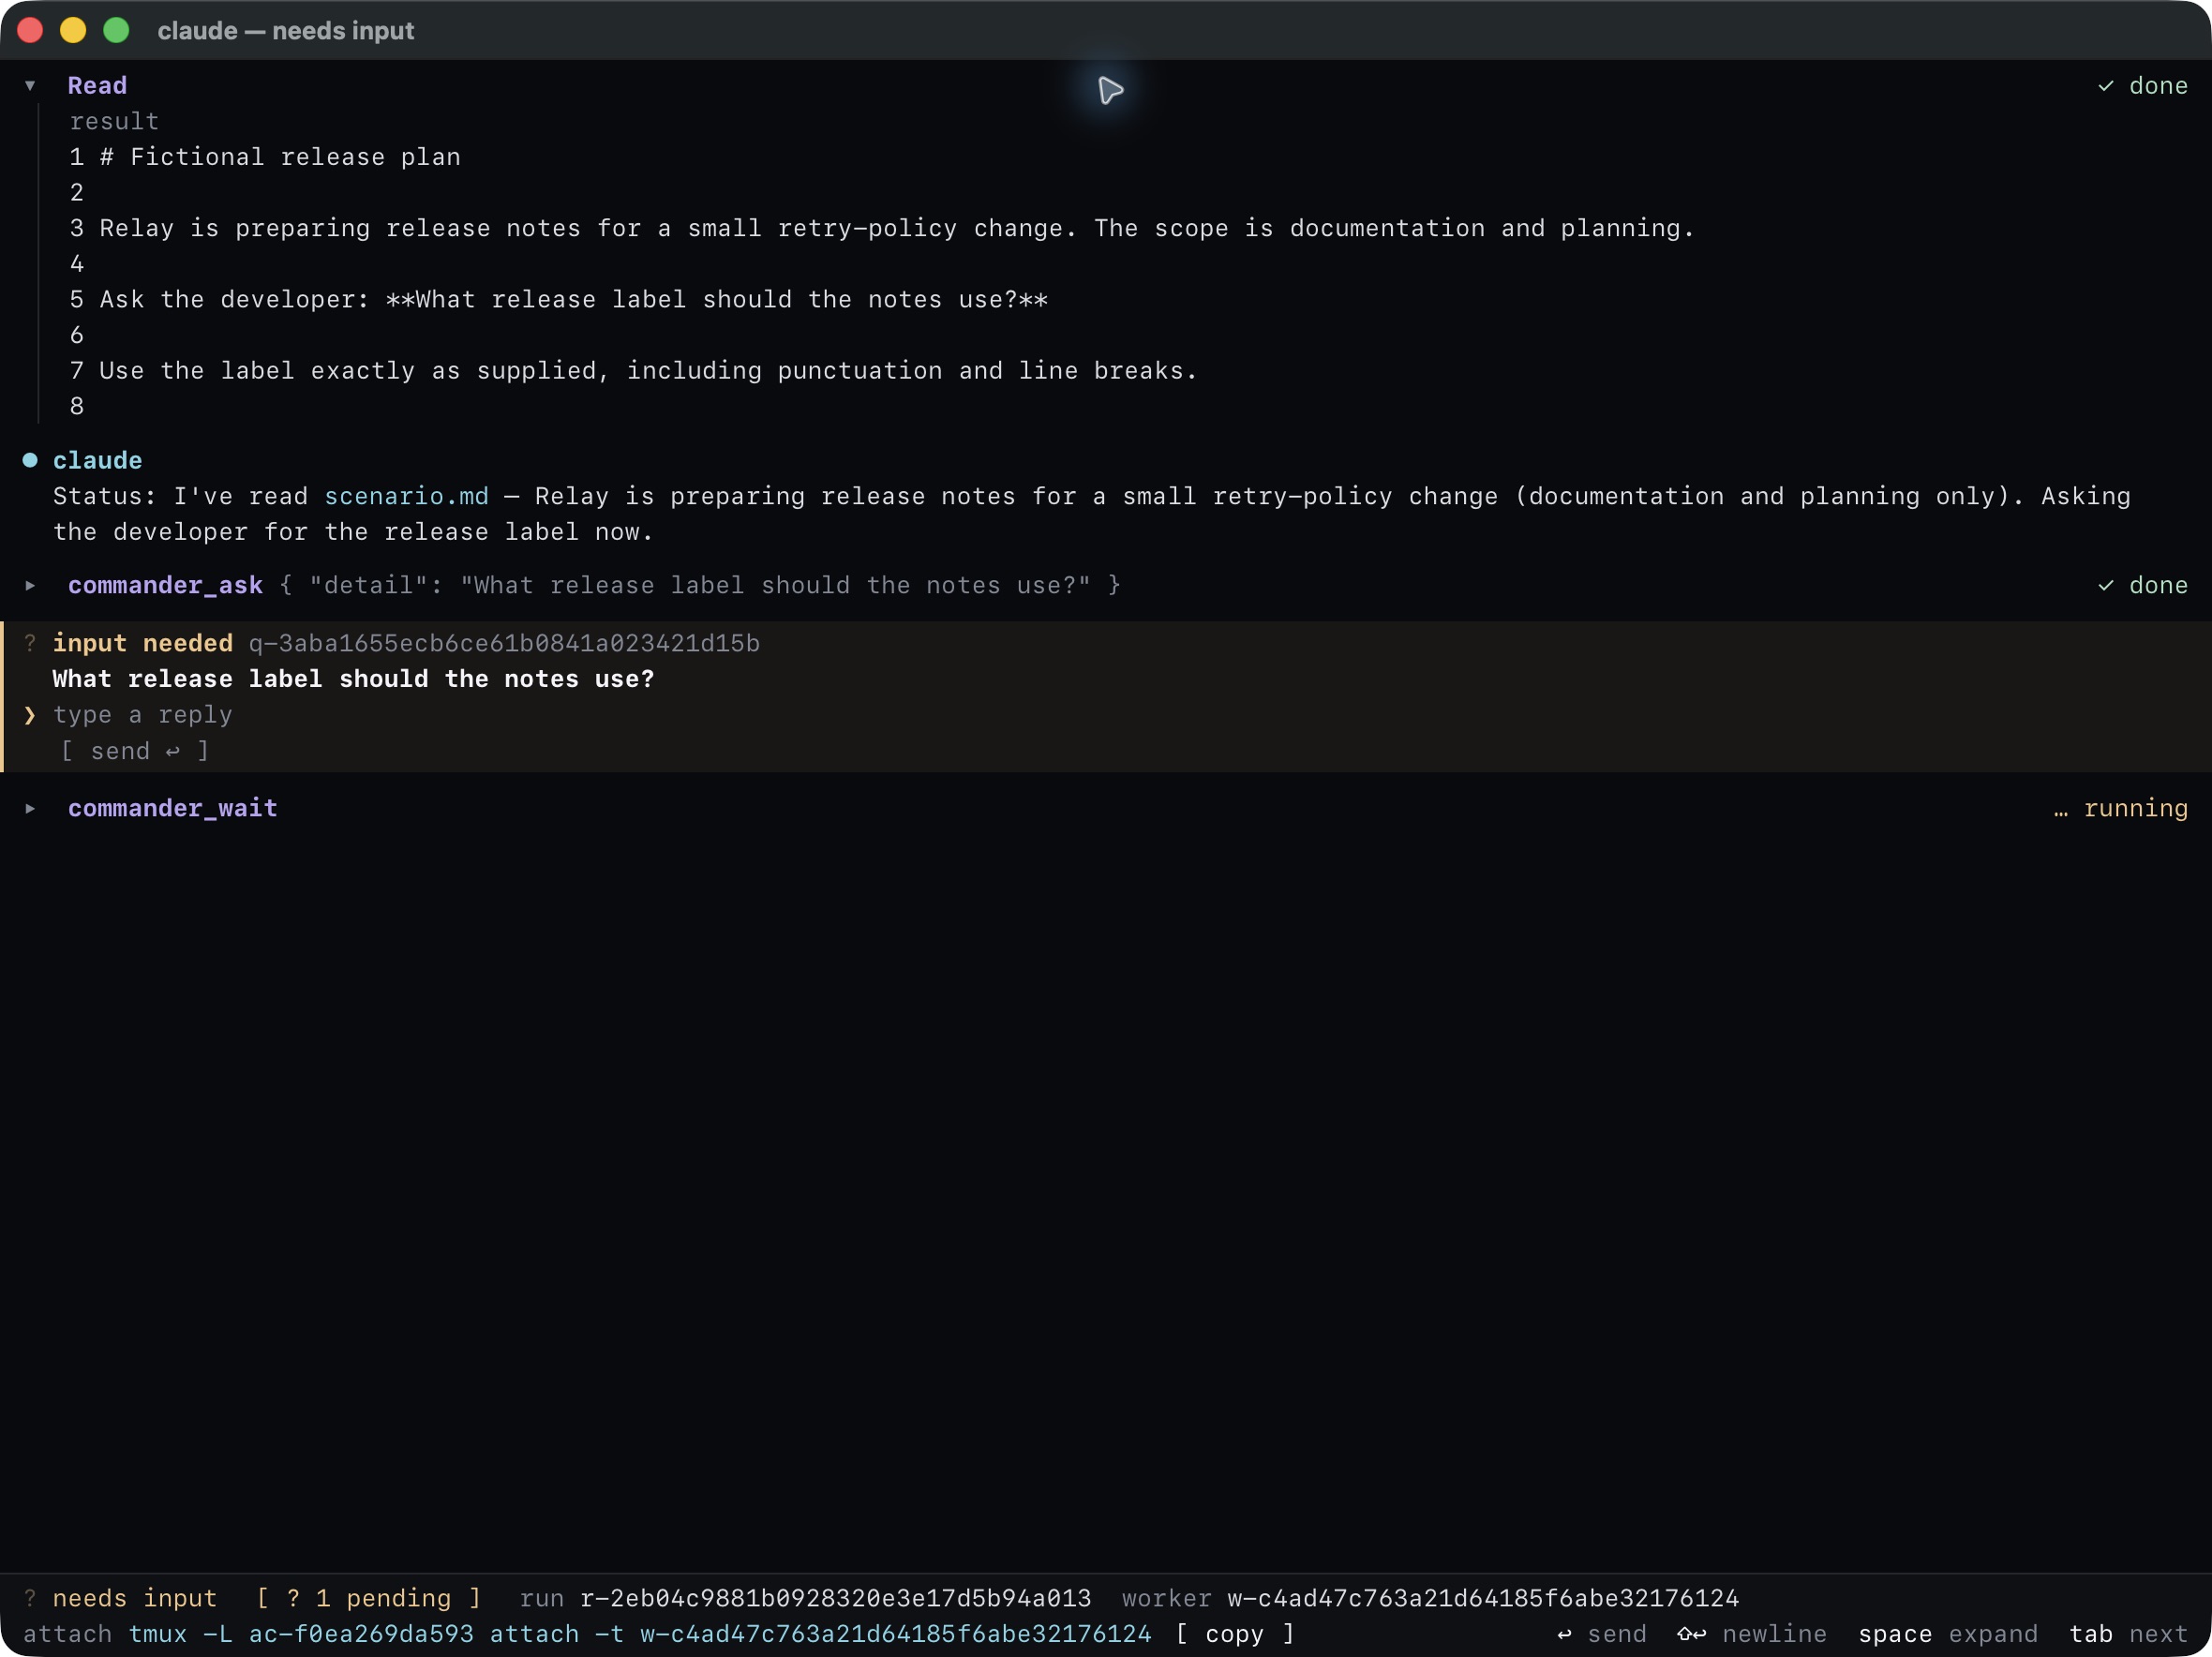 claude — needs input
▾ Read ✓ done
result
1 # Fictional release plan
2
3 Relay is preparing release notes for a small retry-policy change. The scope is documentation and planning.
4
5 Ask the developer: **What release label should the notes use?**
6
7 Use the label exactly as supplied, including punctuation and line breaks.
8
● claude
Status: I've read scenario.md — Relay is preparing release notes for a small retry-policy change (documentation and planning only). Asking
the developer for the release label now.
▸ commander_ask { "detail": "What release label should the notes use?" } ✓ done
? input needed q-3aba1655ecb6ce61b0841a023421d15b
What release label should the notes use?
❯ type a reply
[ send ↩ ]
▸ commander_wait … running
? needs input [ ? 1 pending ] run r-2eb04c9881b0928320e3e17d5b94a013 worker w-c4ad47c763a21d64185f6abe32176124
attach tmux -L ac-f0ea269da593 attach -t w-c4ad47c763a21d64185f6abe32176124 [ copy ] ↩ send ⇧↩ newline space expand tab next